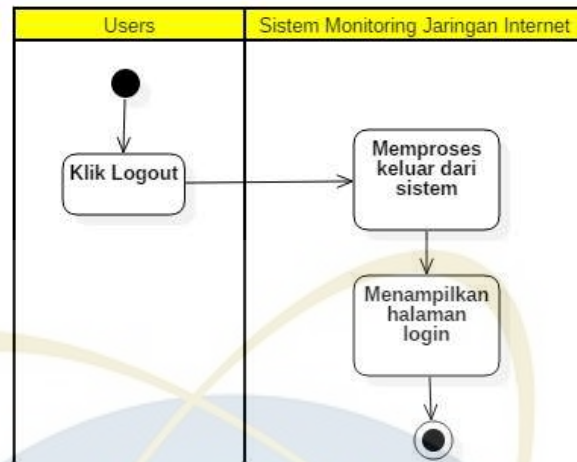 Users
Sistem Monitoring Jaringan Internet
Klik Logout
Memproses
keluar dari
sistem
Menampilkan
halaman
login